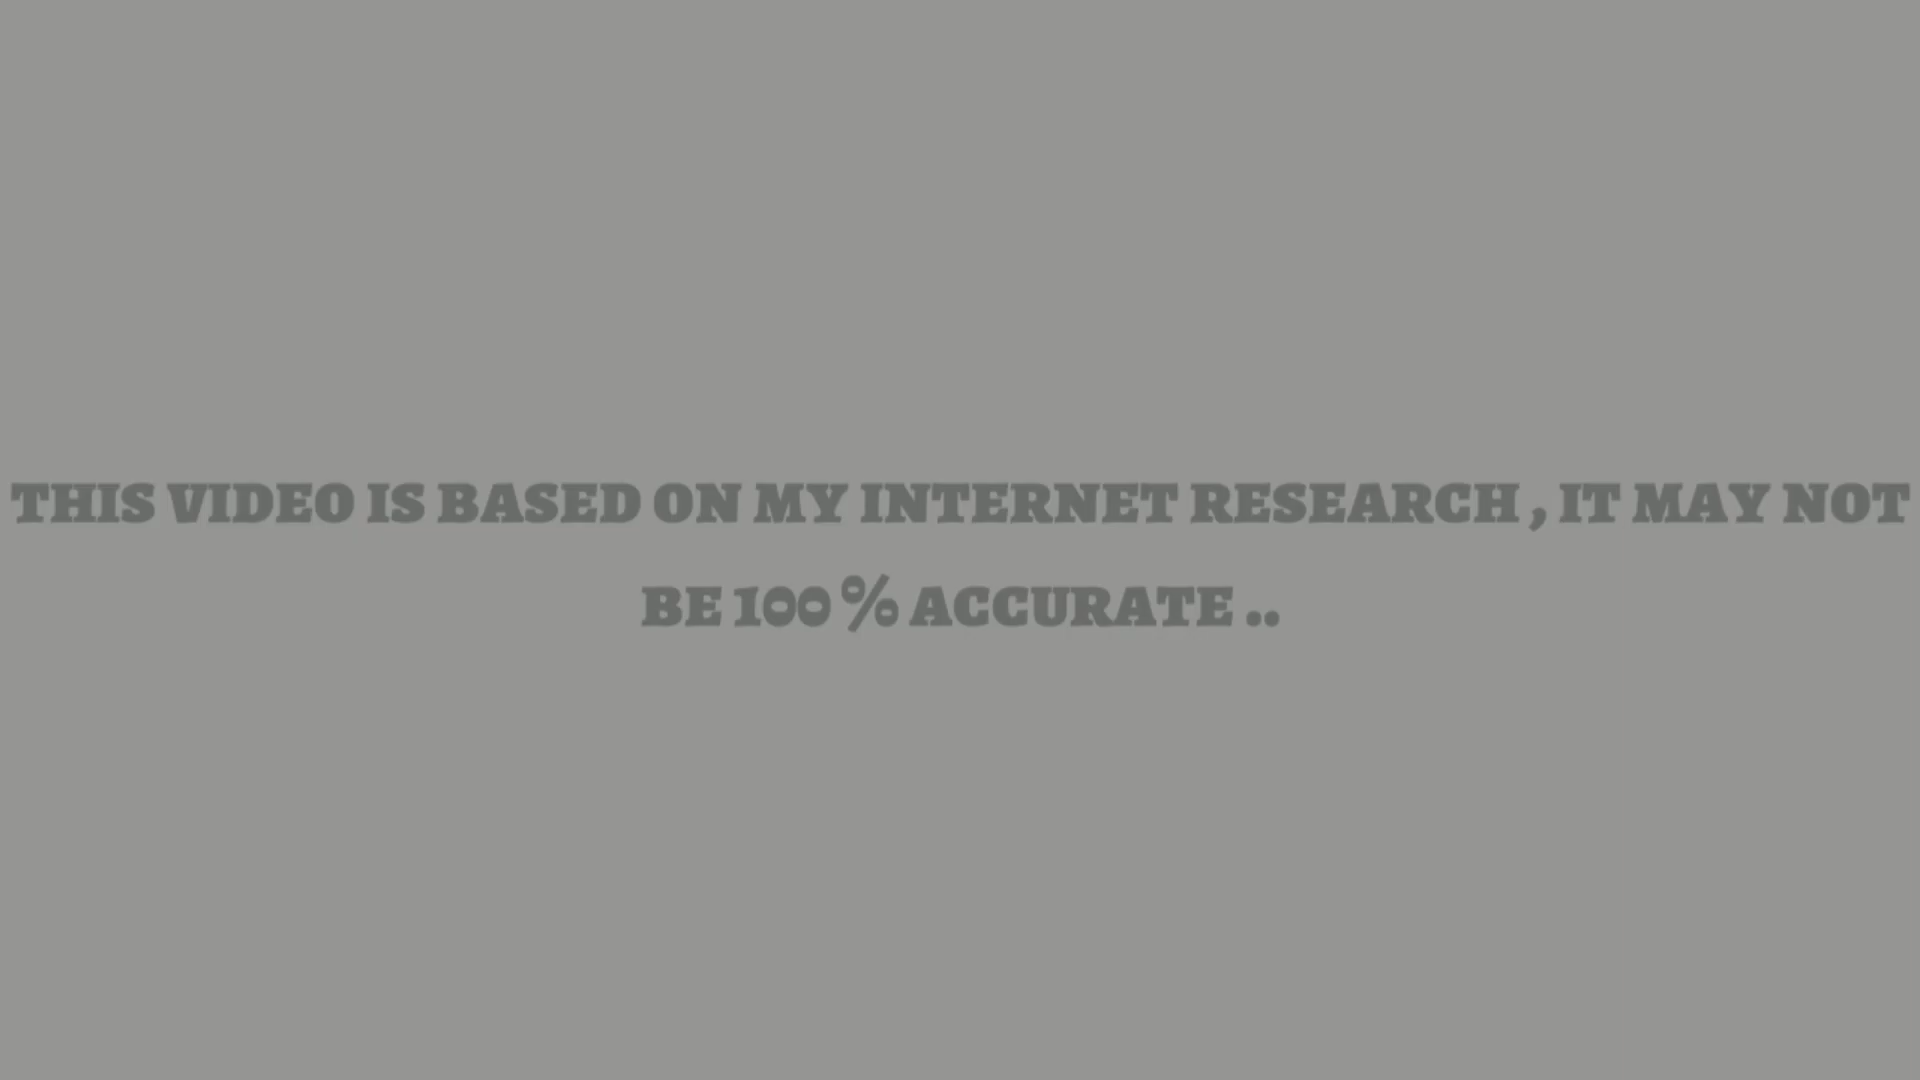 THIS VIDEO IS BASED ON MY INTERNET RESEARCH , IT MAY NOT
BE 100 % ACCURATE ..